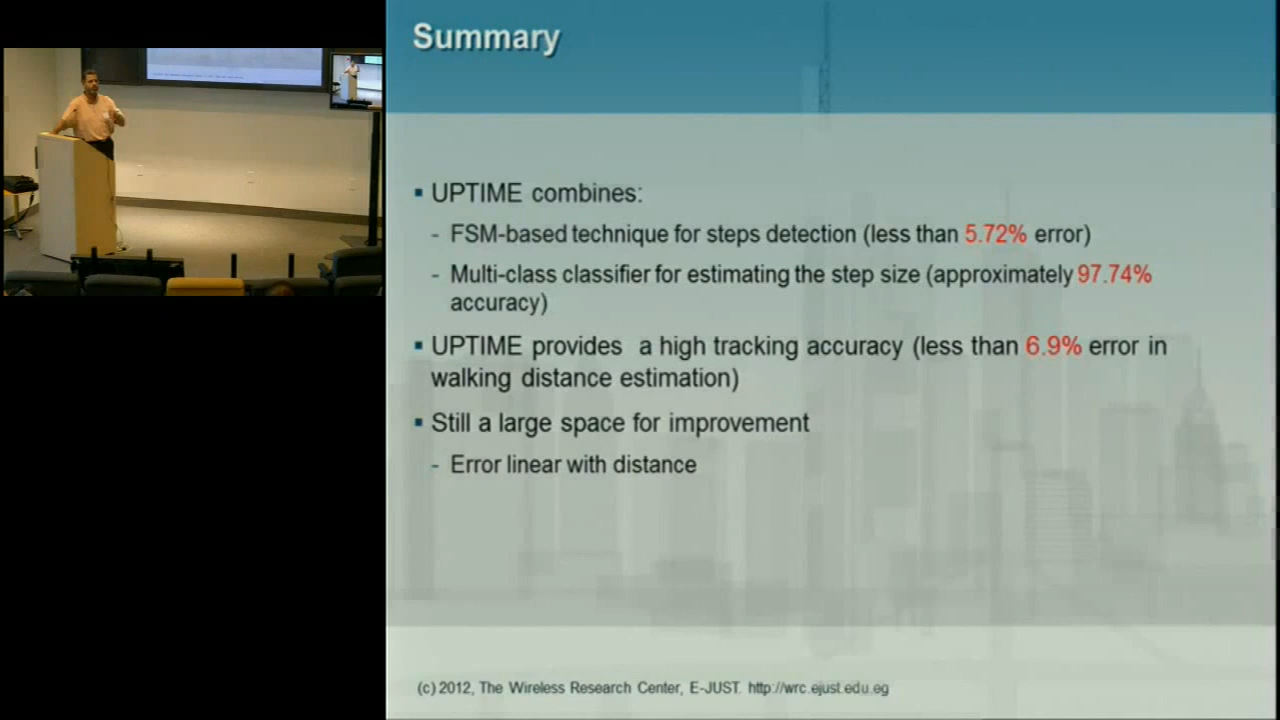 Summary
▪ UPTIME combines:
- FSM-based technique for steps detection (less than 5.72% error)
- Multi-class classifier for estimating the step size (approximately 97.74%
accuracy)
▪ UPTIME provides a high tracking accuracy (less than 6.9% error in
walking distance estimation)
▪ Still a large space for improvement
- Error linear with distance
(c) 2012, The Wireless Research Center, E-JUST. http://wrc.ejust.edu.eg